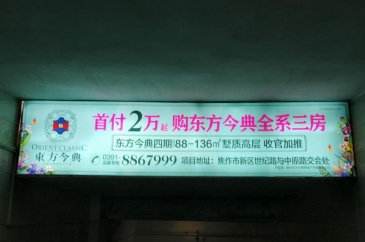 首付2万起 购东方今典全系三房
ORIENT CLASSIC
東方今典
东方今典四期 88-136㎡墅质高层 收官加推
0391-8867999
项目地址：焦作市新区世纪路与中原路交会处